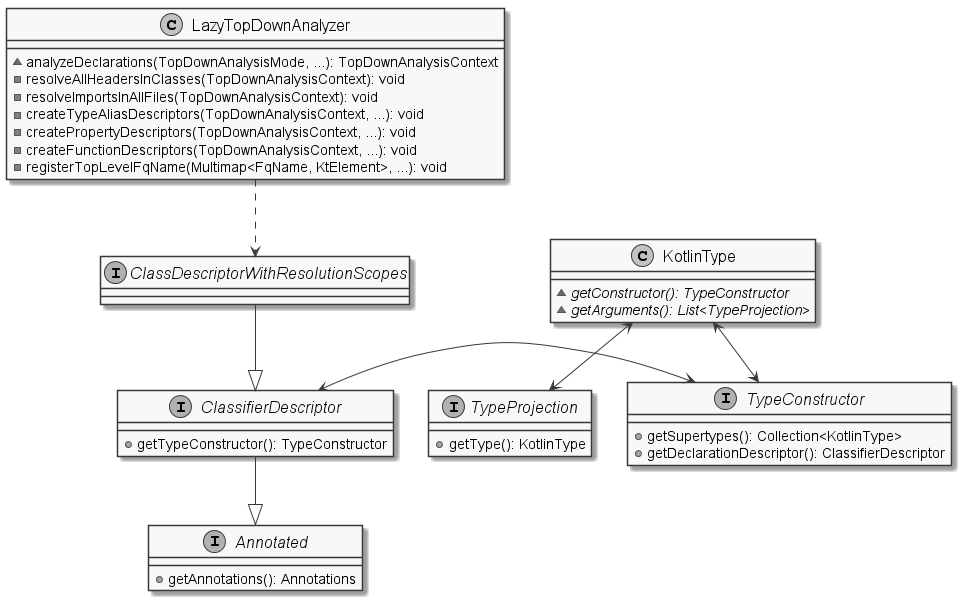 C LazyTopDownAnalyzer
analyzeDeclarations(TopDownAnalysisMode, ...): TopDownAnalysisContext
resolveAllHeadersInClasses(TopDownAnalysisContext): void
resolveImportsInAllFiles(TopDownAnalysisContext): void
createTypeAliasDescriptors(TopDownAnalysisContext, ...): void
createPropertyDescriptors(TopDownAnalysisContext, ...): void
createFunctionDescriptors(TopDownAnalysisContext, ...): void
registerTopLevelFqName(Multimap<FqName, KtElement>, ...): void
I ClassDescriptorWithResolutionScopes
C KotlinType
getConstructor(): TypeConstructor
getArguments(): List<TypeProjection>
I ClassifierDescriptor
getTypeConstructor(): TypeConstructor
I TypeProjection
getType(): KotlinType
I TypeConstructor
getSupertypes(): Collection<KotlinType>
getDeclarationDescriptor(): ClassifierDescriptor
I Annotated
getAnnotations(): Annotations